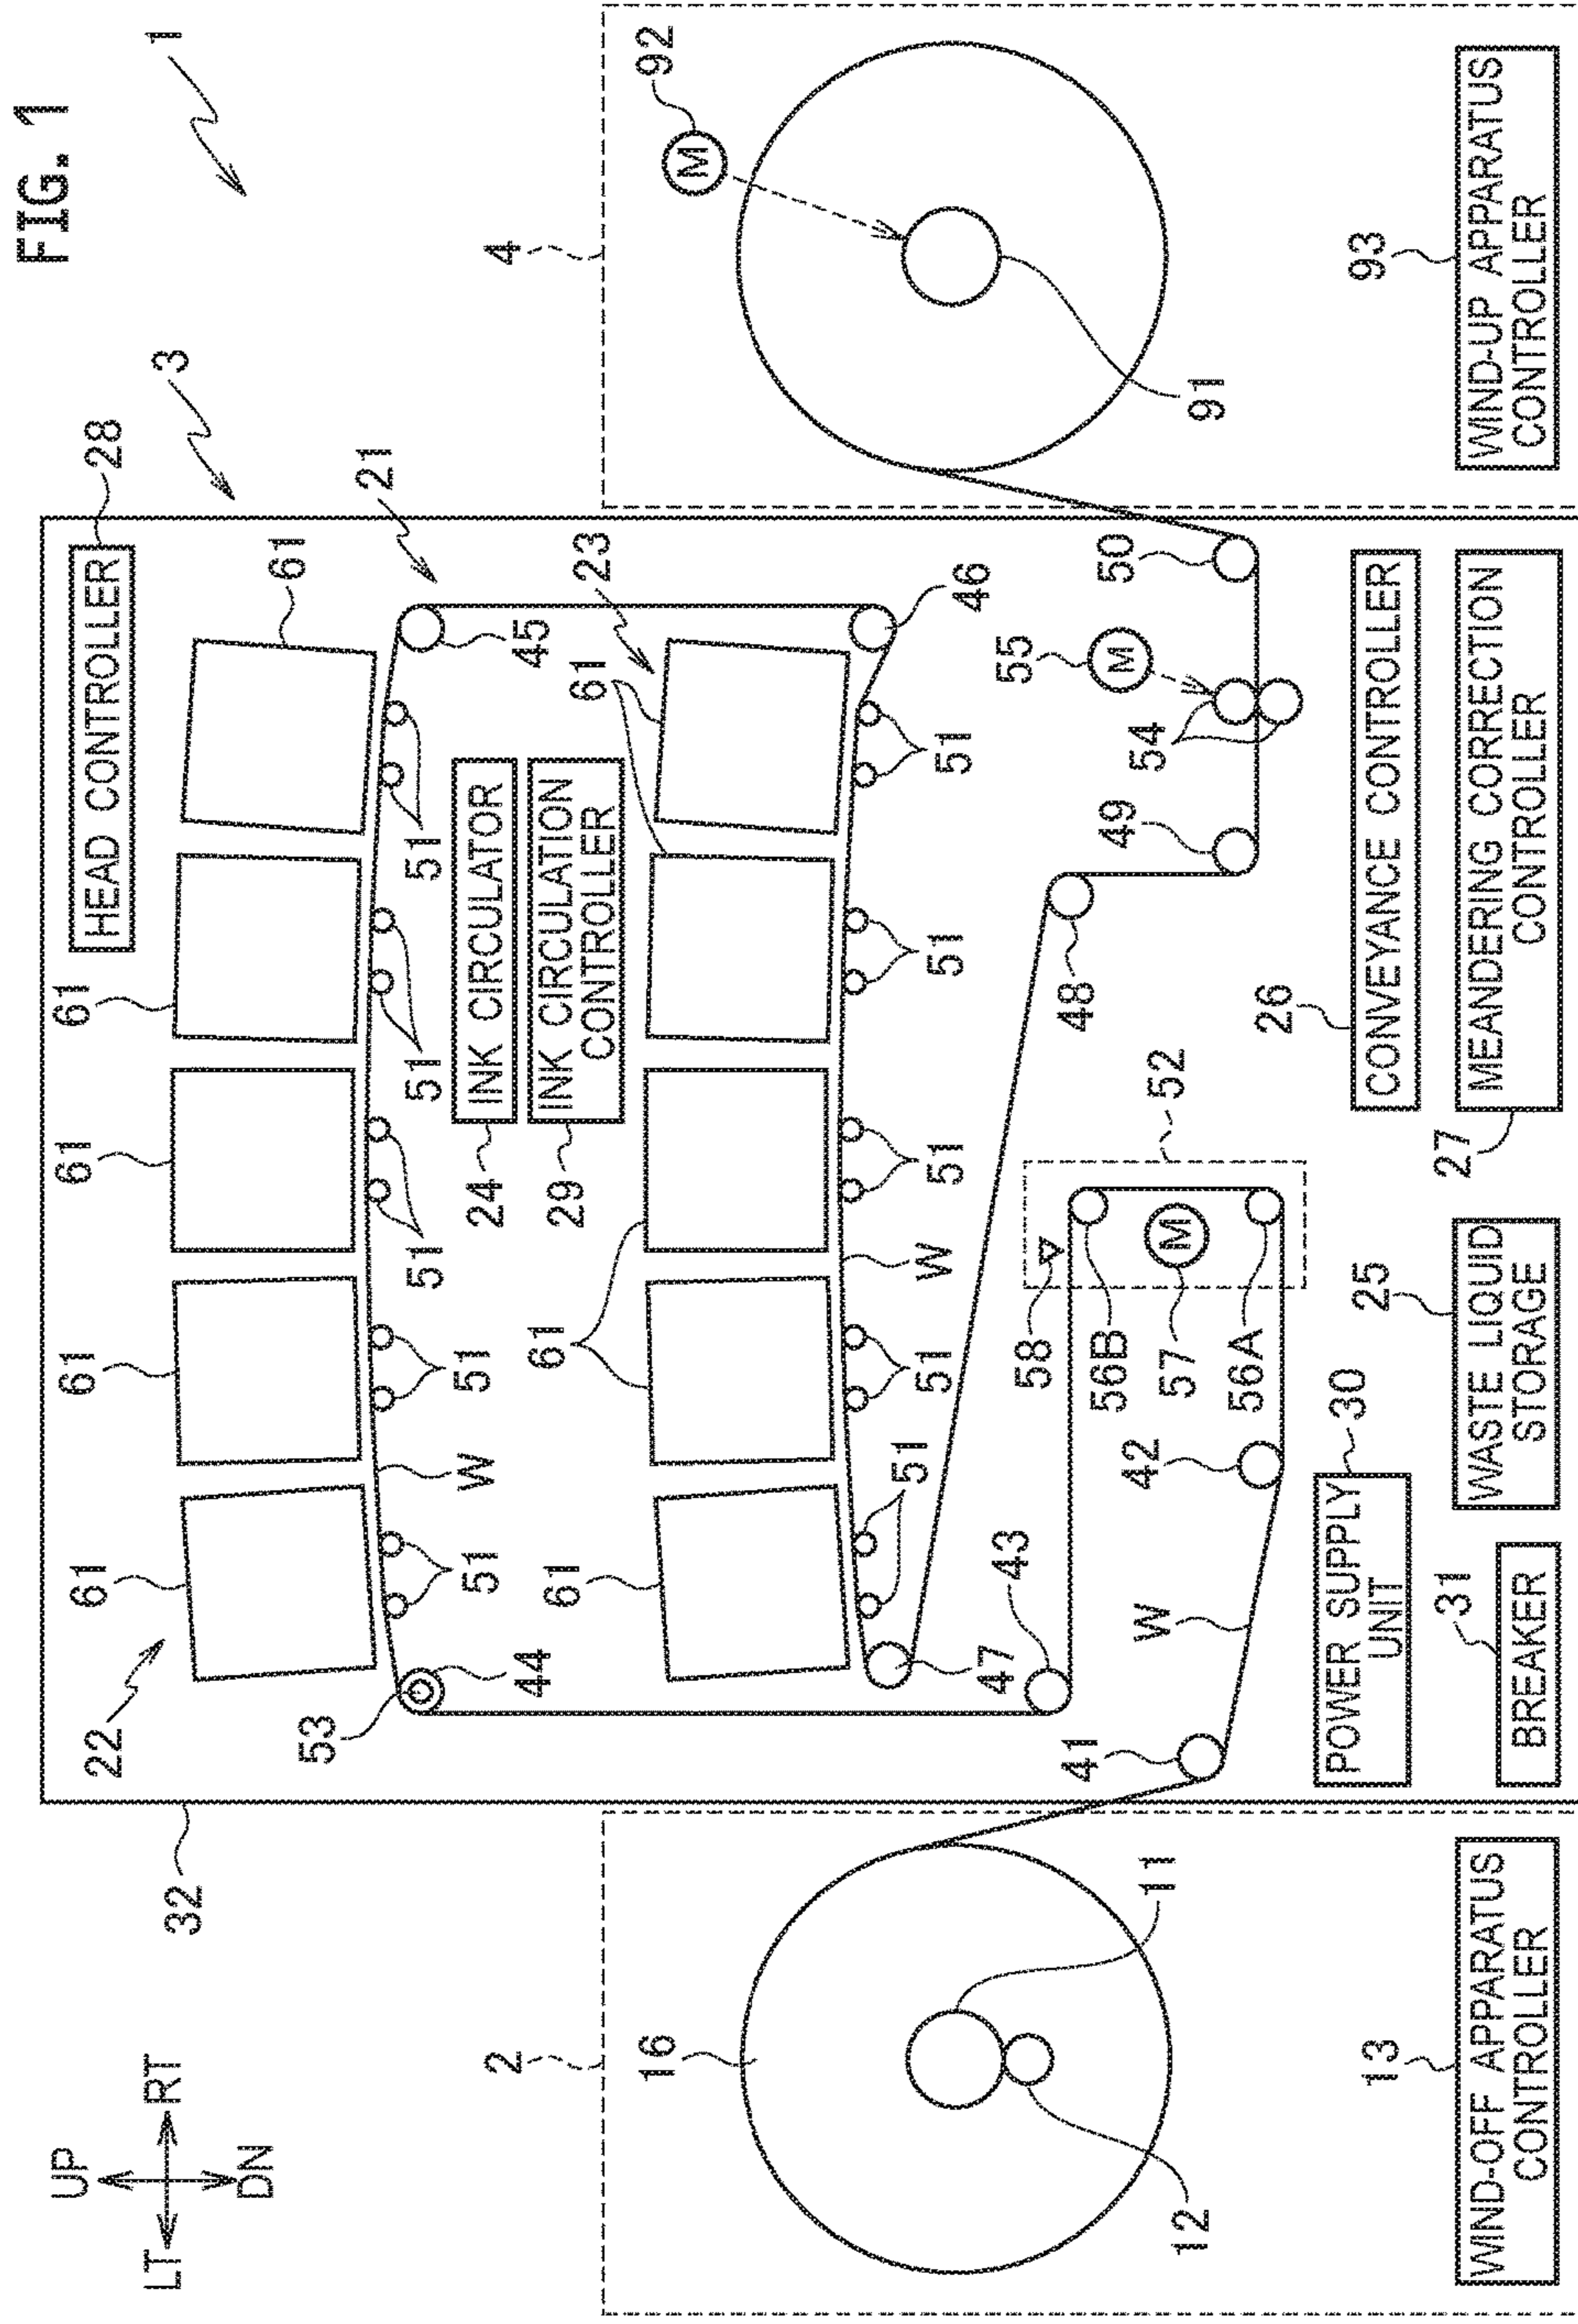 FIG. 1
1
3
UP
LT
RT
DN
32
22
61
61
61
61
61
HEAD CONTROLLER
28
21
53
44
51
W
51
51
51
51
45
24
INK CIRCULATOR
29
INK CIRCULATION
CONTROLLER
23
61
61
61
47
51
51
W
51
51
51
46
2
16
11
12
13
WIND-OFF APPARATUS
CONTROLLER
4
92
M
91
93
WIND-UP APPARATUS
CONTROLLER
43
58
52
56B
57
M
56A
48
49
55
M
54
50
41
W
42
POWER SUPPLY
UNIT
30
31
BREAKER
25
WASTE LIQUID
STORAGE
26
CONVEYANCE CONTROLLER
27
MEANDERING CORRECTION
CONTROLLER